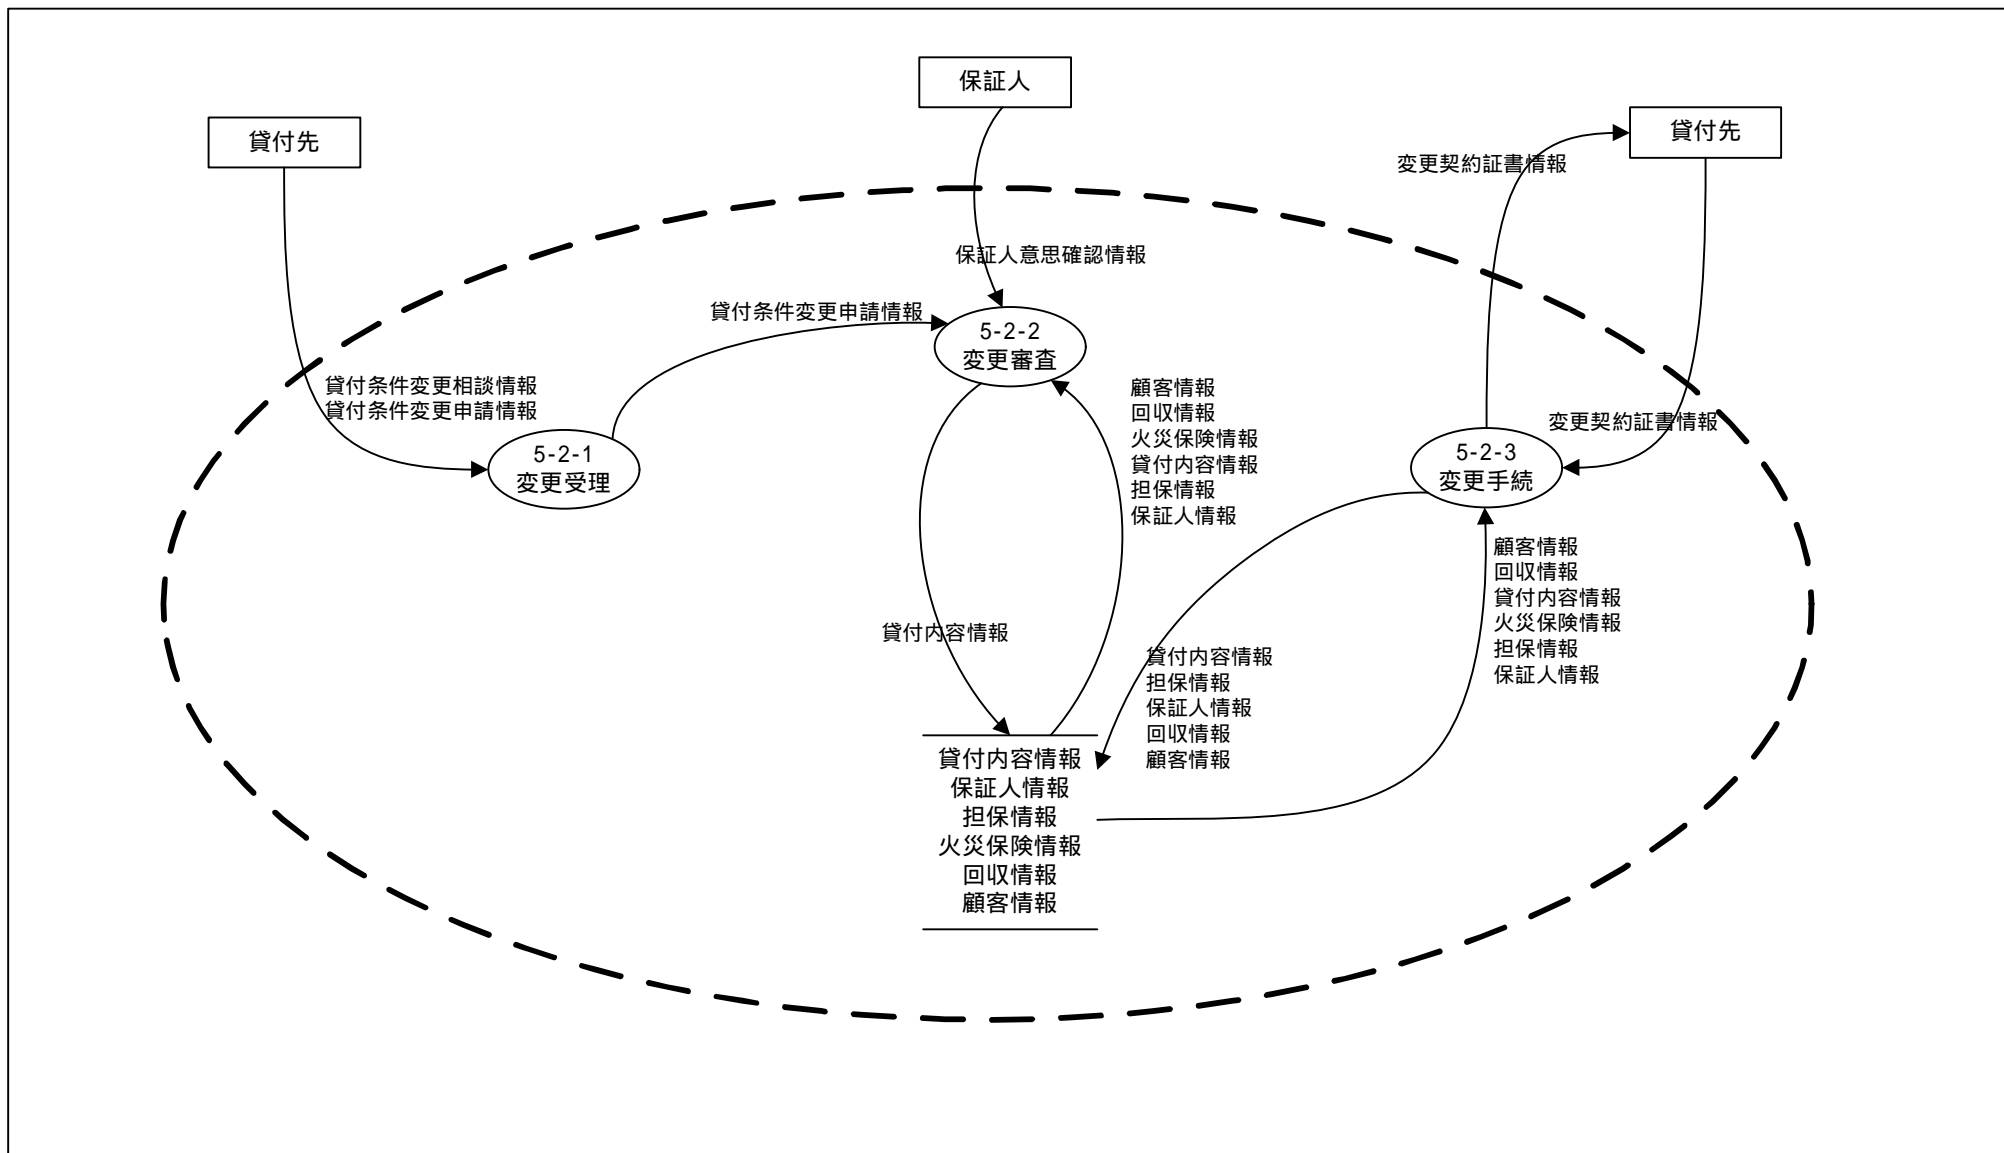 保証人
貸付先
貸付先
変更契約証書情報
保証人意思確認情報
貸付条件変更申請情報
5-2-2
変更審査
貸付条件変更相談情報
貸付条件変更申請情報
5-2-1
変更受理
顧客情報
回収情報
火災保険情報
貸付内容情報
担保情報
保証人情報
変更契約証書情報
5-2-3
変更手続
顧客情報
回収情報
貸付内容情報
火災保険情報
担保情報
保証人情報
貸付内容情報
貸付内容情報
担保情報
保証人情報
回収情報
顧客情報
貸付内容情報
保証人情報
担保情報
火災保険情報
回収情報
顧客情報